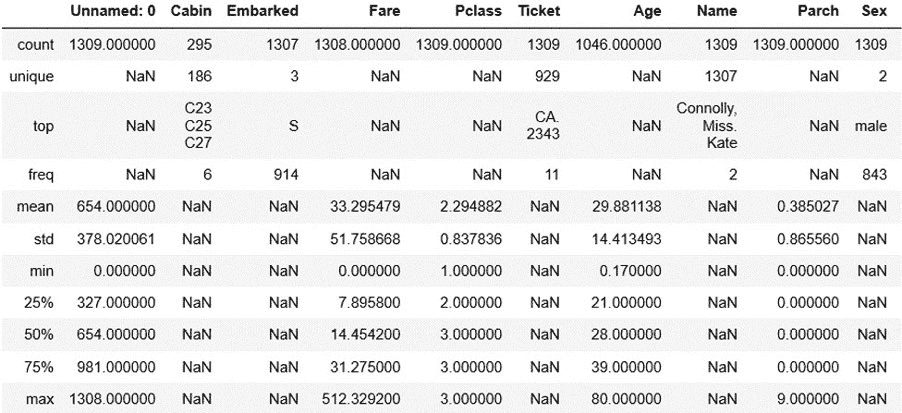 Unnamed: 0 Cabin Embarked Fare Pclass Ticket Age Name Parch Sex
count 1309.000000 295 1307 1308.000000 1309.000000 1309 1046.000000 1309 1309.000000 1309
unique NaN 186 3 NaN NaN 929 NaN 1307 NaN 2
top NaN C23 C25 C27 S NaN NaN CA. 2343 NaN Connolly, Miss. Kate NaN male
freq NaN 6 914 NaN NaN 11 NaN 2 NaN 843
mean 654.000000 NaN NaN 33.295479 2.294882 NaN 29.881138 NaN 0.385027 NaN
std 378.020061 NaN NaN 51.758668 0.837836 NaN 14.413493 NaN 0.865560 NaN
min 0.000000 NaN NaN 0.000000 1.000000 NaN 0.170000 NaN 0.000000 NaN
25% 327.000000 NaN NaN 7.895800 2.000000 NaN 21.000000 NaN 0.000000 NaN
50% 654.000000 NaN NaN 14.454200 3.000000 NaN 28.000000 NaN 0.000000 NaN
75% 981.000000 NaN NaN 31.275000 3.000000 NaN 39.000000 NaN 0.000000 NaN
max 1308.000000 NaN NaN 512.329200 3.000000 NaN 80.000000 NaN 9.000000 NaN